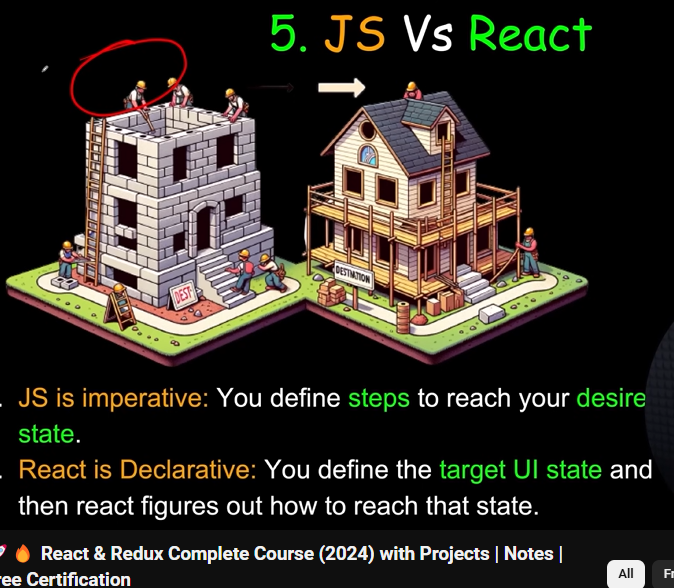 5. JS Vs React
DEST
DESTINATION
JS is imperative: You define steps to reach your desire
state.
React is Declarative: You define the target UI state and
then react figures out how to reach that state.
React & Redux Complete Course (2024) with Projects | Notes |
ree Certification
All
Fr